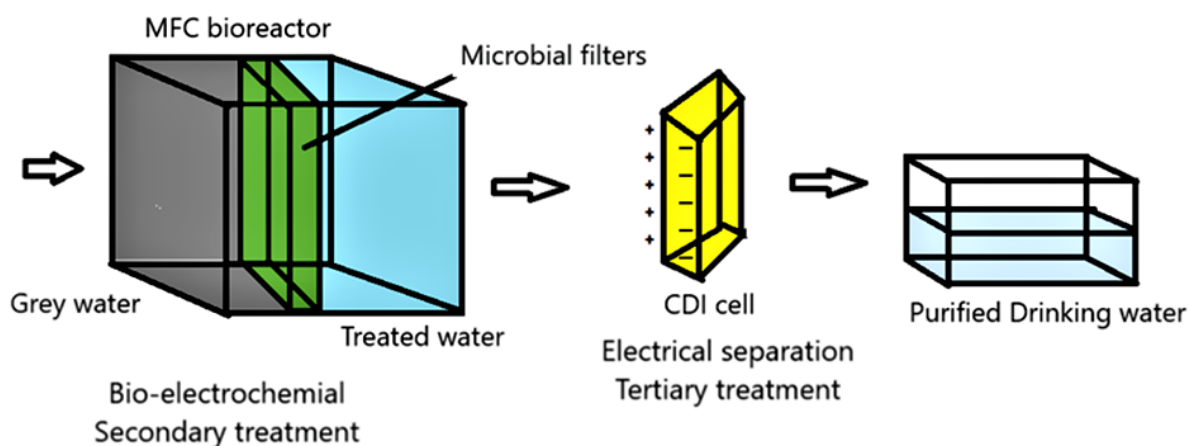 MFC bioreactor
Microbial filters
Grey water
Treated water
Bio-electrochemial
Secondary treatment
+
+
+
+
+
−
−
−
−
−
−
CDI cell
Electrical separation
Tertiary treatment
Purified Drinking water